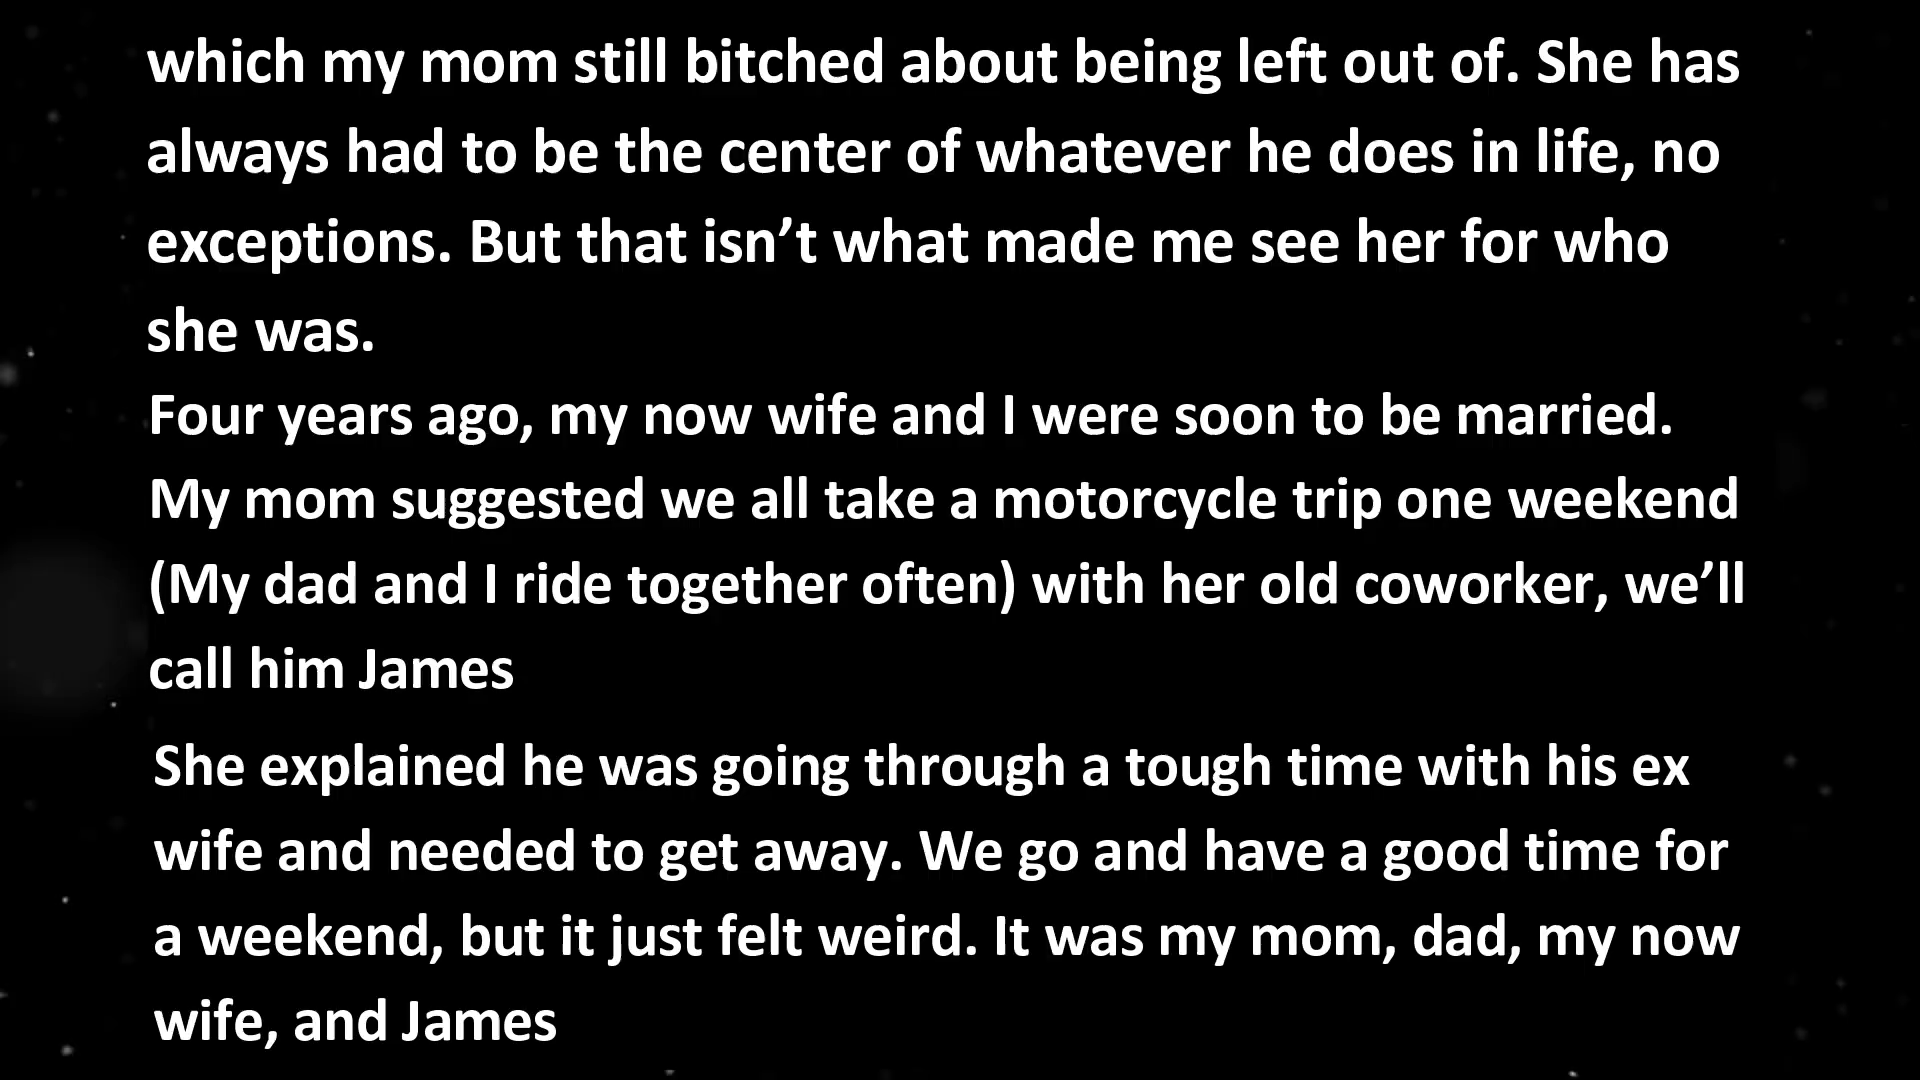 which my mom still bitched about being left out of. She has
always had to be the center of whatever he does in life, no
exceptions. But that isn’t what made me see her for who
she was.
Four years ago, my now wife and I were soon to be married.
My mom suggested we all take a motorcycle trip one weekend
(My dad and I ride together often) with her old coworker, we’ll
call him James
She explained he was going through a tough time with his ex
wife and needed to get away. We go and have a good time for
a weekend, but it just felt weird. It was my mom, dad, my now
wife, and James